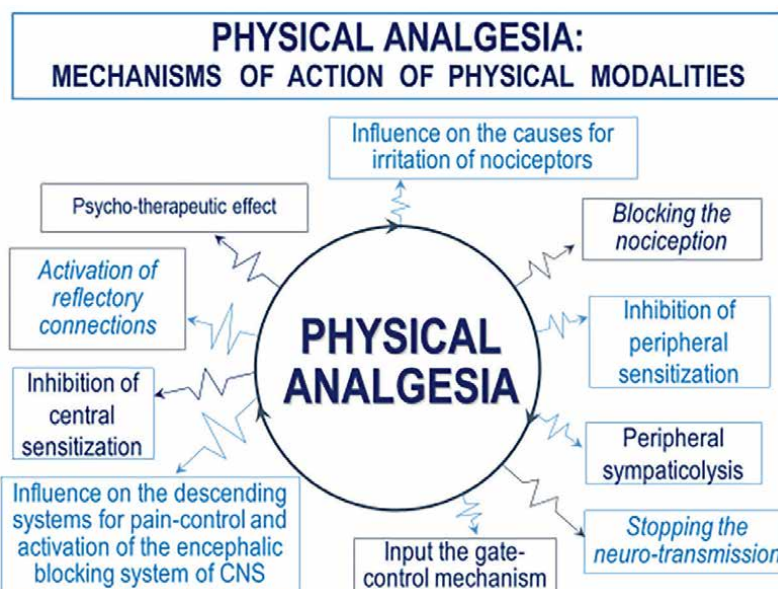 PHYSICAL ANALGESIA:
MECHANISMS OF ACTION OF PHYSICAL MODALITIES
Influence on the causes for
irritation of nociceptors
Psycho-therapeutic effect
Blocking the
nociception
Activation of
reflectory
connections
Inhibition of
peripheral
sensitization
PHYSICAL
ANALGESIA
Inhibition of
central
sensitization
Peripheral
sympaticolysis
Influence on the descending
systems for pain-control and
activation of the encephalic
blocking system of CNS
Input the gate-
control mechanism
Stopping the
neuro-transmission